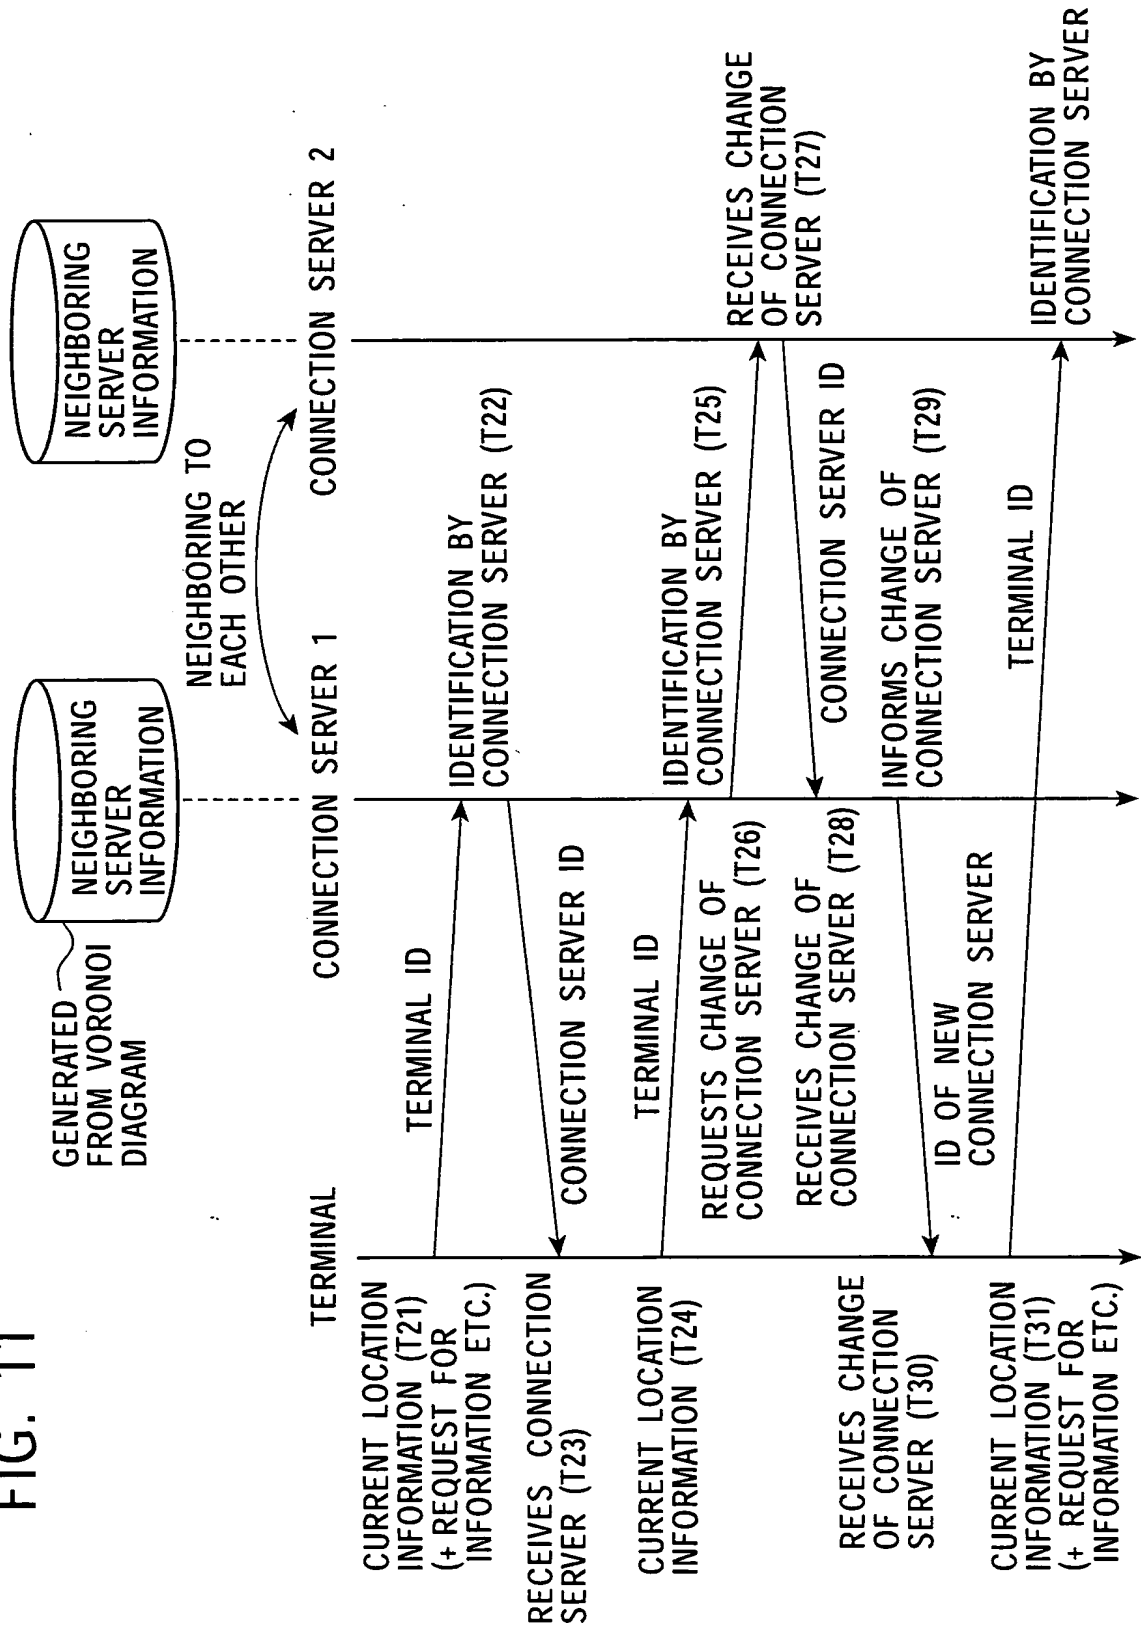 FIG. 11
GENERATED
FROM VORONOI
DIAGRAM
NEIGHBORING
SERVER
INFORMATION
NEIGHBORING
SERVER
INFORMATION
NEIGHBORING TO
EACH OTHER
TERMINAL
CONNECTION SERVER 1
CONNECTION SERVER 2
CURRENT LOCATION
INFORMATION (T21)
(+ REQUEST FOR
INFORMATION ETC.)
TERMINAL ID
IDENTIFICATION BY
CONNECTION SERVER (T22)
CONNECTION SERVER ID
RECEIVES CONNECTION
SERVER (T23)
CURRENT LOCATION
INFORMATION (T24)
TERMINAL ID
IDENTIFICATION BY
CONNECTION SERVER (T25)
REQUESTS CHANGE OF
CONNECTION SERVER (T26)
RECEIVES CHANGE
OF CONNECTION
SERVER (T27)
CONNECTION SERVER ID
RECEIVES CHANGE OF
CONNECTION SERVER (T28)
INFORMS CHANGE OF
CONNECTION SERVER (T29)
ID OF NEW
CONNECTION SERVER
RECEIVES CHANGE
OF CONNECTION
SERVER (T30)
CURRENT LOCATION
INFORMATION (T31)
(+ REQUEST FOR
INFORMATION ETC.)
TERMINAL ID
IDENTIFICATION BY
CONNECTION SERVER